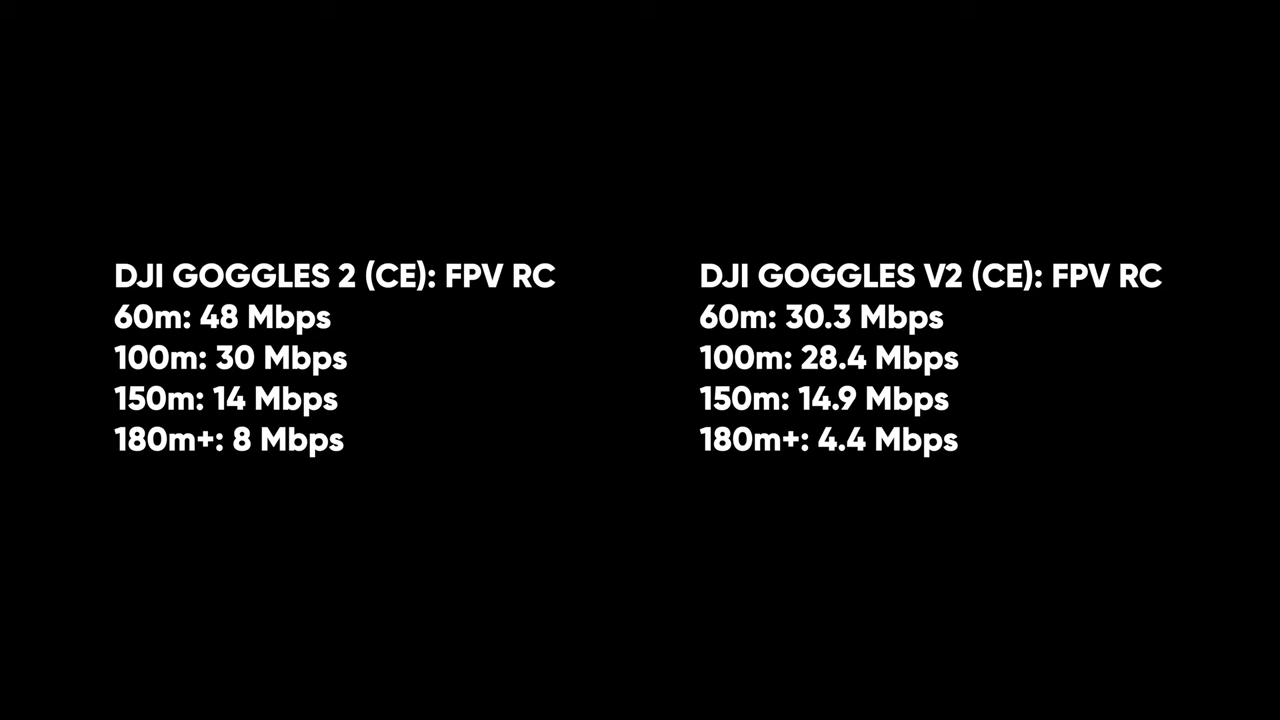 DJI GOGGLES 2 (CE): FPV RC
60m: 48 Mbps
100m: 30 Mbps
150m: 14 Mbps
180m+: 8 Mbps
DJI GOGGLES V2 (CE): FPV RC
60m: 30.3 Mbps
100m: 28.4 Mbps
150m: 14.9 Mbps
180m+: 4.4 Mbps